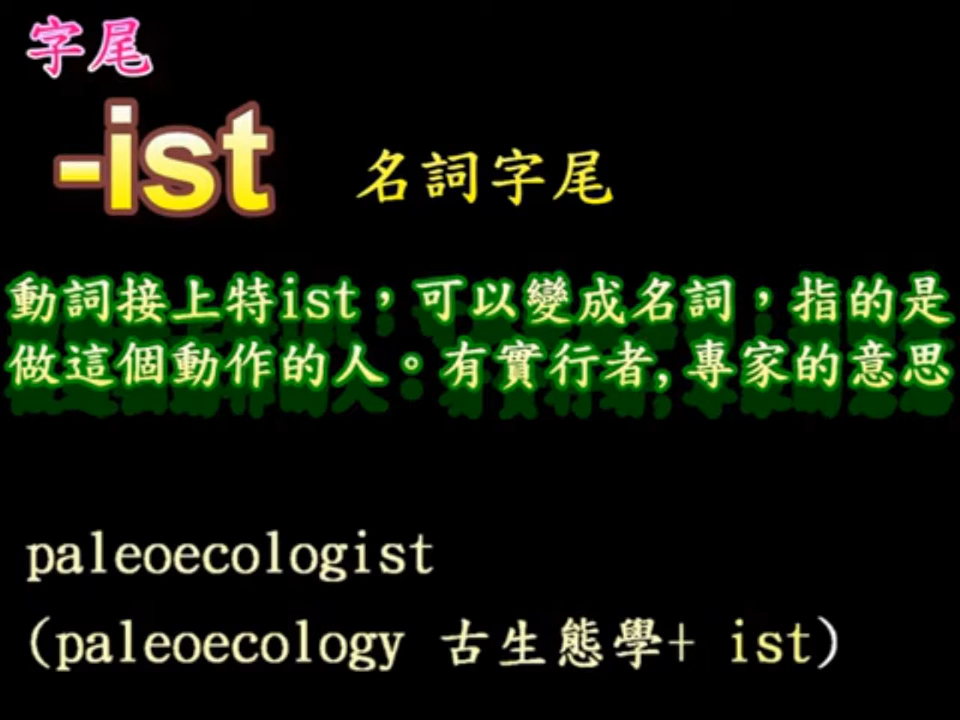 字尾
-ist 名詞字尾
動詞接上特ist，可以變成名詞，指的是
做這個動作的人。有實行者,專家的意思
paleoecologist
(paleoecology 古生態學+ ist)